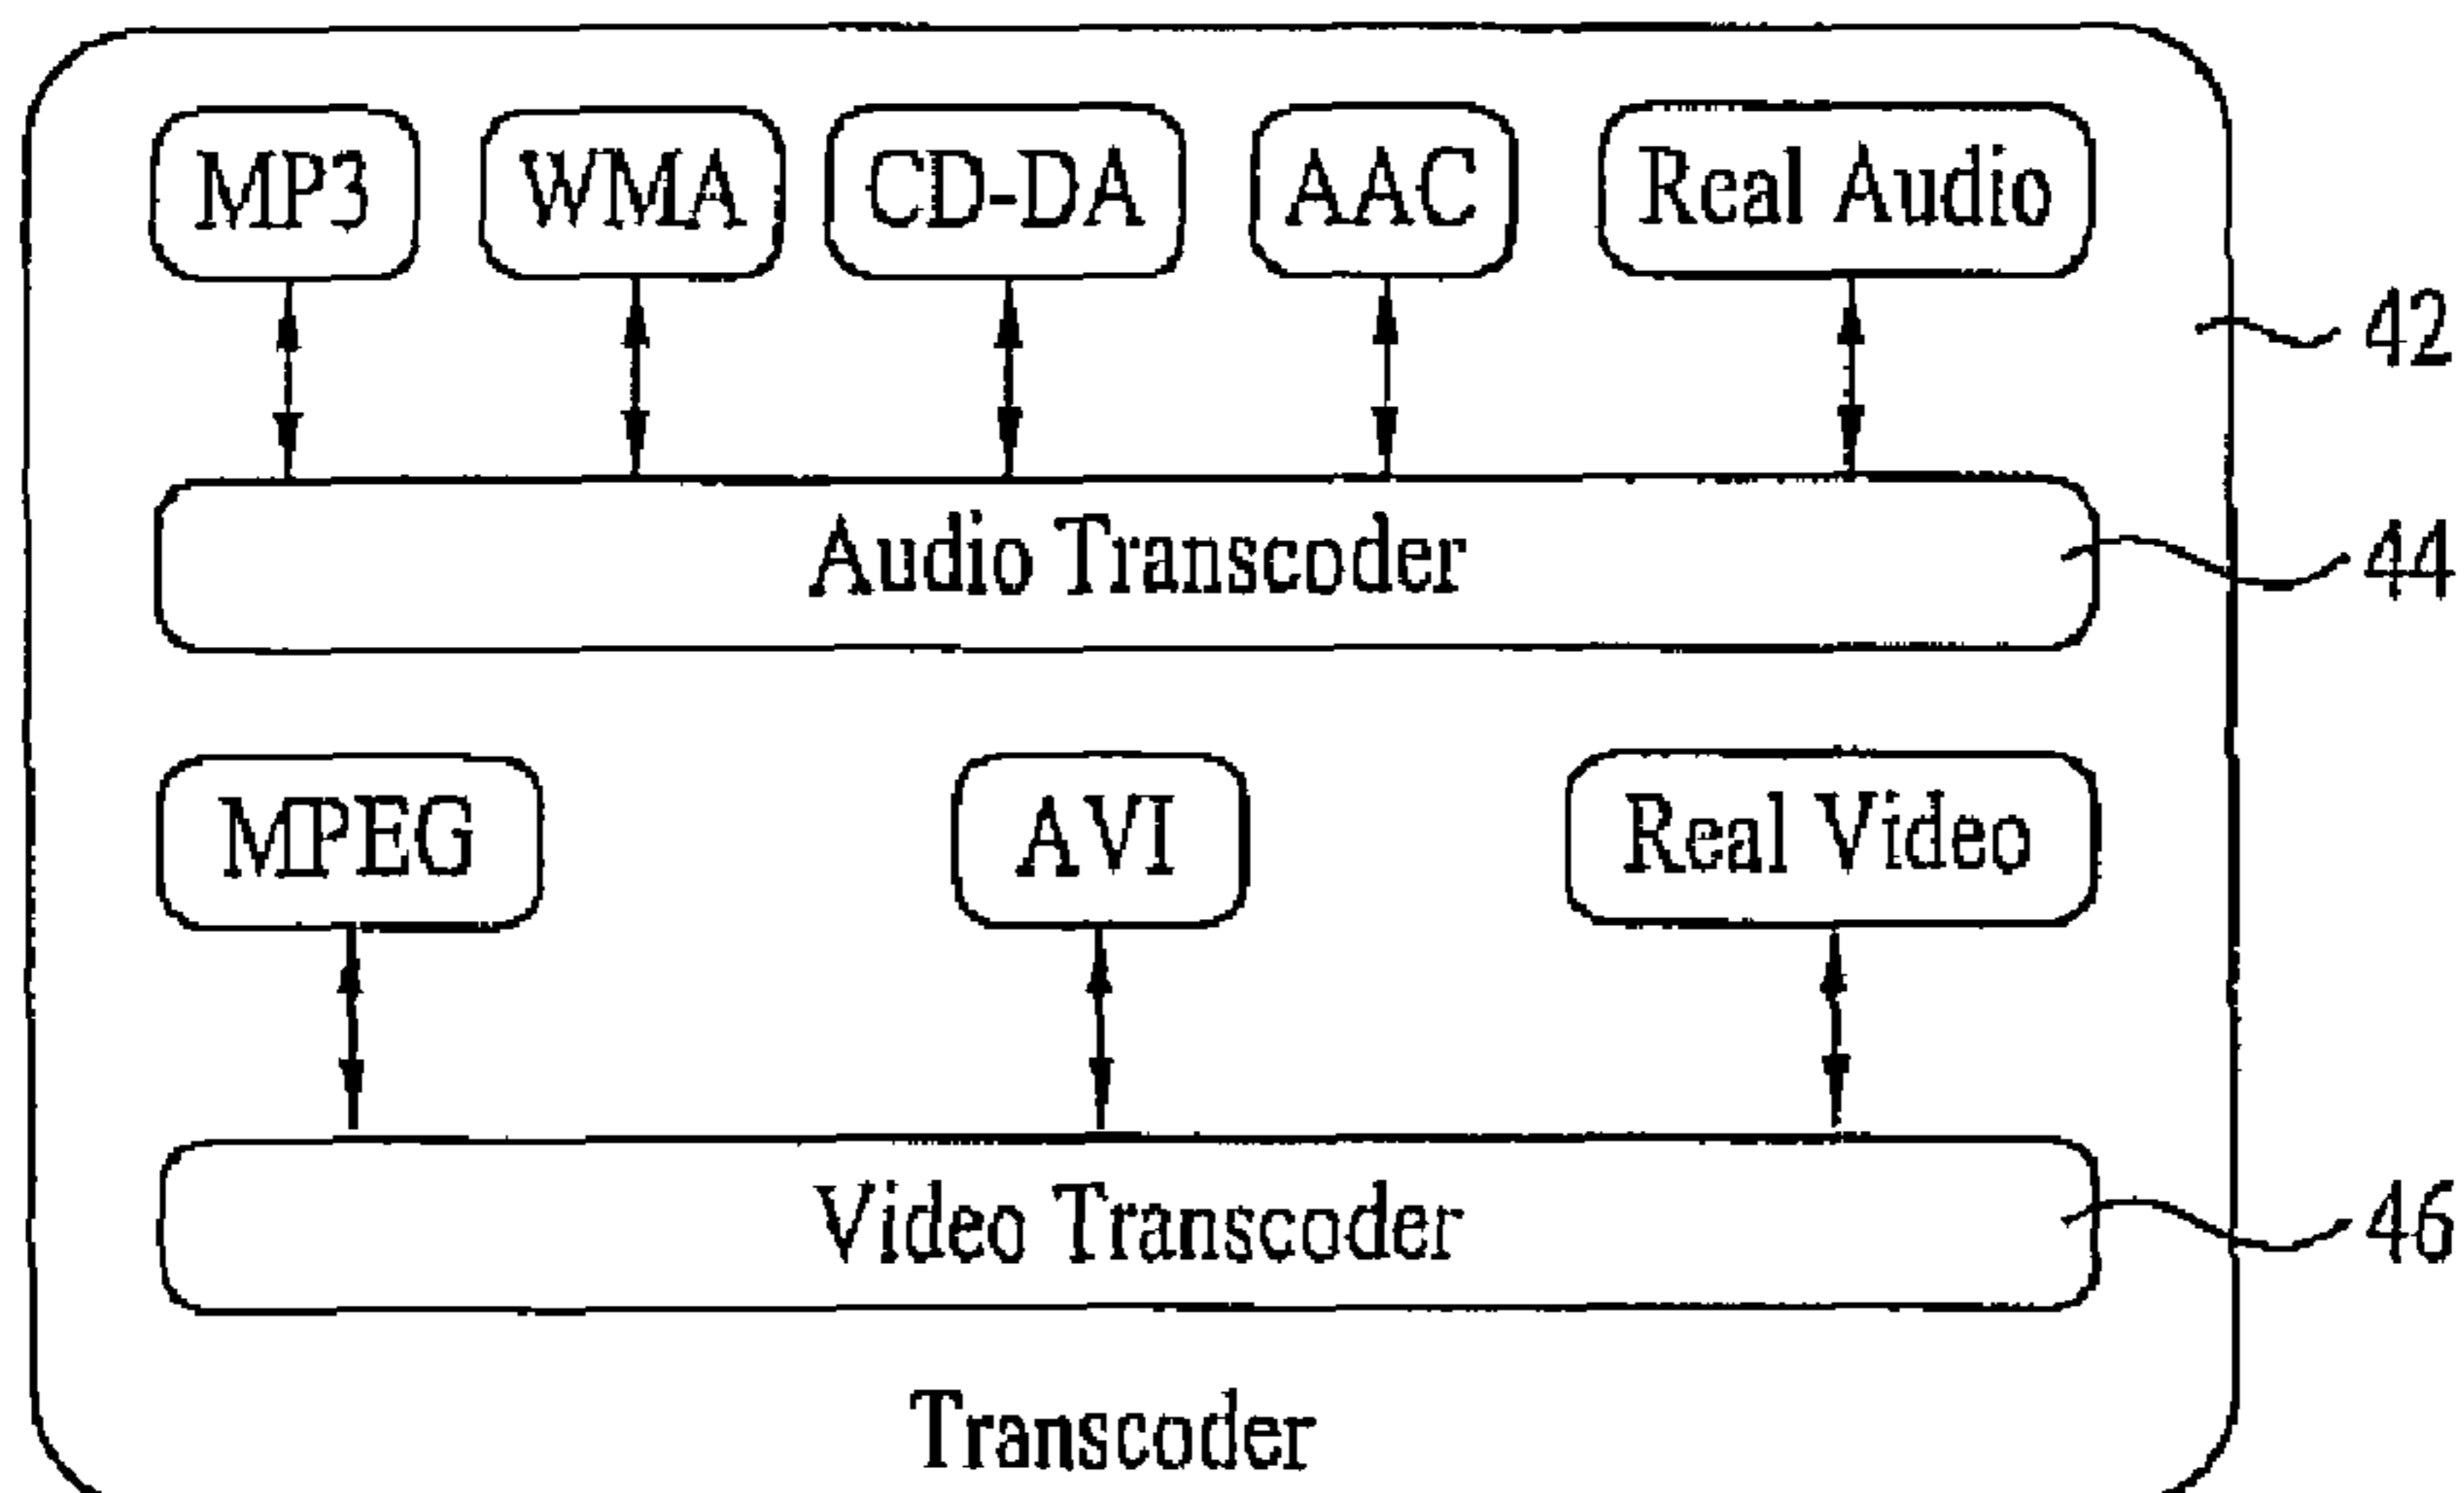 MP3 WMA CD-DA AAC Real Audio
42
Audio Transcoder 44
MPEG AVI Real Video
Video Transcoder 46
Transcoder